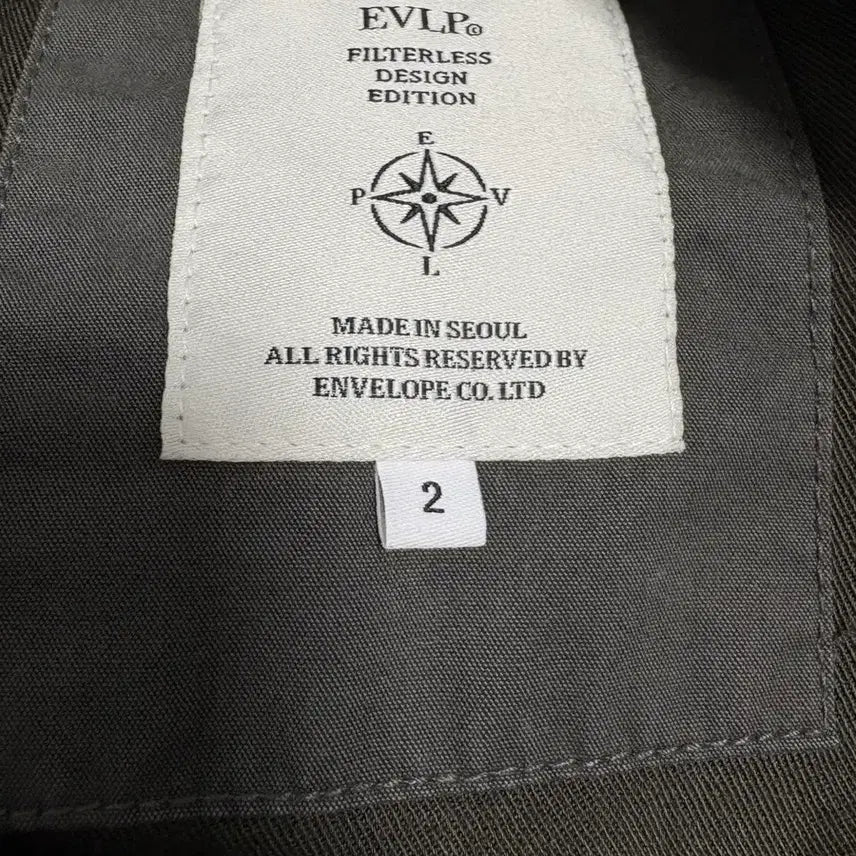 EVLP©
FILTERLESS
DESIGN
EDITION
E
P V
L
MADE IN SEOUL
ALL RIGHTS RESERVED BY
ENVELOPE CO. LTD
2